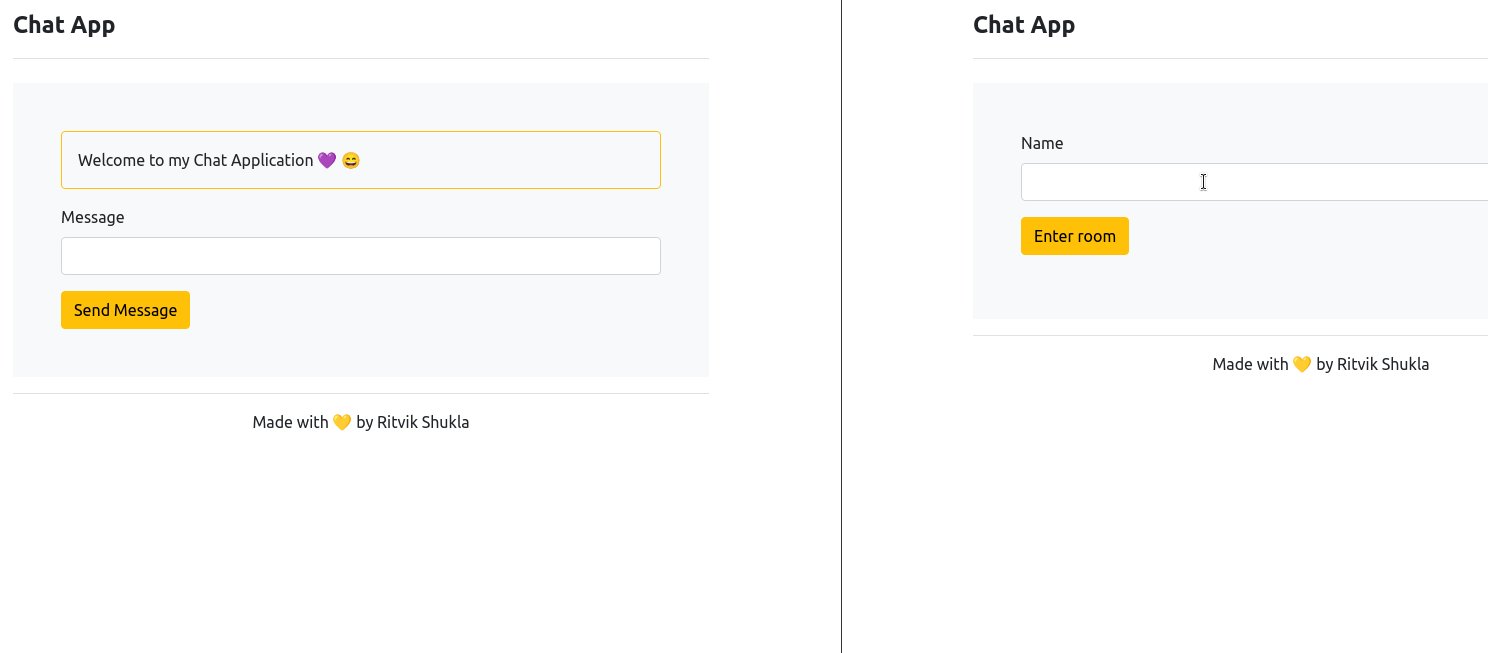 Chat App
Welcome to my Chat Application 💜 😄
Message
Send Message
Made with 💛 by Ritvik Shukla
Chat App
Name
Enter room
Made with 💛 by Ritvik Shukla